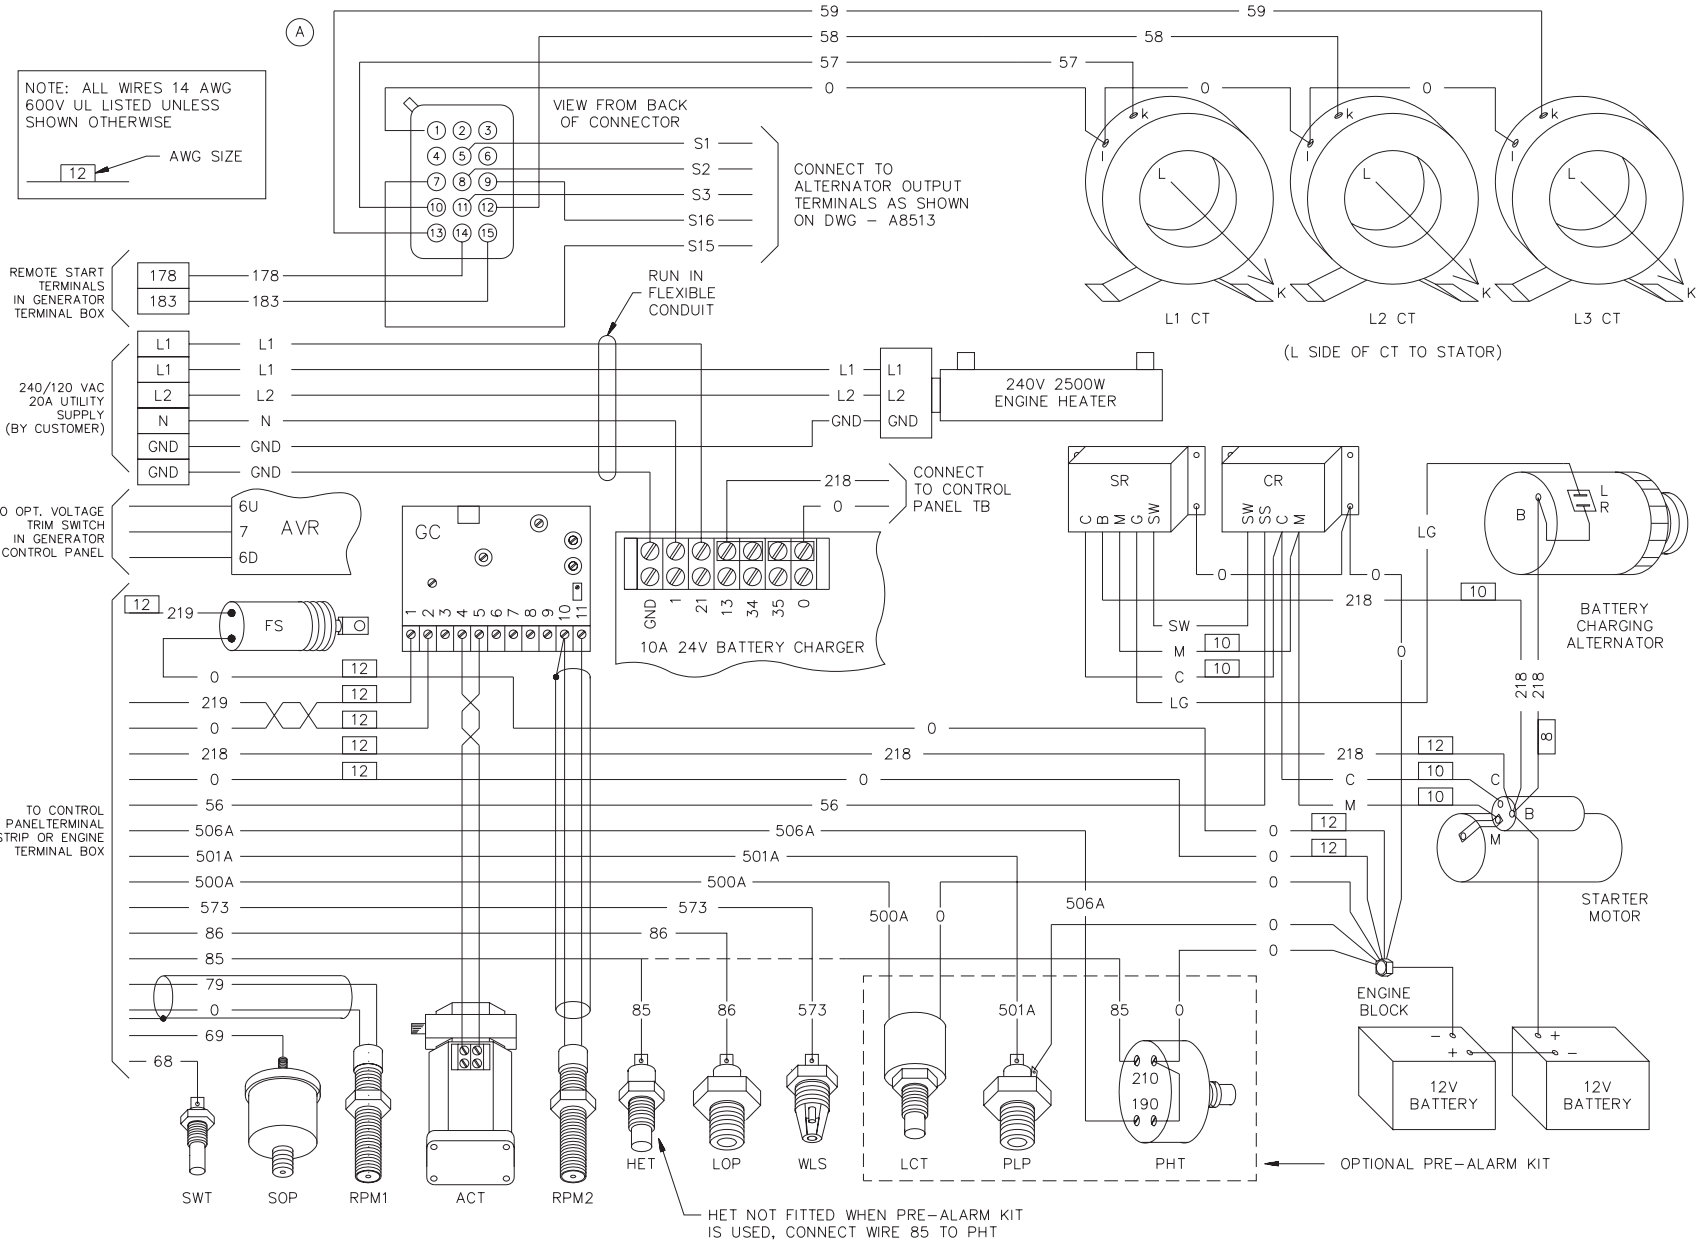 A
59
59
58
58
57
57
0
0
0
NOTE: ALL WIRES 14 AWG
600V UL LISTED UNLESS
SHOWN OTHERWISE
12
AWG SIZE
VIEW FROM BACK
OF CONNECTOR
1 2 3
4 5 6
7 8 9
10 11 12
13 14 15
S1
S2
S3
S16
S15
CONNECT TO
ALTERNATOR OUTPUT
TERMINALS AS SHOWN
ON DWG – A8513
k
l
L
K
L1 CT
k
l
L
K
L2 CT
k
l
L
K
L3 CT
(L SIDE OF CT TO STATOR)
REMOTE START
TERMINALS
IN GENERATOR
TERMINAL BOX
178
178
183
183
RUN IN
FLEXIBLE
CONDUIT
240/120 VAC
20A UTILITY
SUPPLY
(BY CUSTOMER)
L1
L1
L1
L1
L2
L2
N
N
GND
GND
GND
GND
L1
L1
L2
L2
GND
GND
240V 2500W
ENGINE HEATER
O OPT. VOLTAGE
TRIM SWITCH
IN GENERATOR
CONTROL PANEL
6U
7
6D
AVR
GC
1 2 3 4 5 6 7 8 9 10 11
218
0
CONNECT
TO CONTROL
PANEL TB
GND 1 21 13 34 35 0
10A 24V BATTERY CHARGER
SR
C B M G SW
CR
SW SS C M
0
0
218
10
SW
M
10
C
10
LG
LG
0
B
L
R
BATTERY
CHARGING
ALTERNATOR
218
218
8
12
219
FS
0
12
219
12
0
12
218
12
0
12
0
218
218
12
0
C
10
C
56
56
M
10
B
M
STARTER
MOTOR
TO CONTROL
PANELTERMINAL
STRIP OR ENGINE
TERMINAL BOX
506A
506A
0
12
501A
501A
0
12
500A
500A
0
573
573
500A
0
506A
86
86
0
85
0
79
0
69
68
85
86
573
501A
85
0
ENGINE
BLOCK
–
+
12V
BATTERY
+
–
12V
BATTERY
210
190
SWT
SOP
RPM1
ACT
RPM2
HET
LOP
WLS
LCT
PLP
PHT
OPTIONAL PRE–ALARM KIT
HET NOT FITTED WHEN PRE–ALARM KIT
IS USED, CONNECT WIRE 85 TO PHT